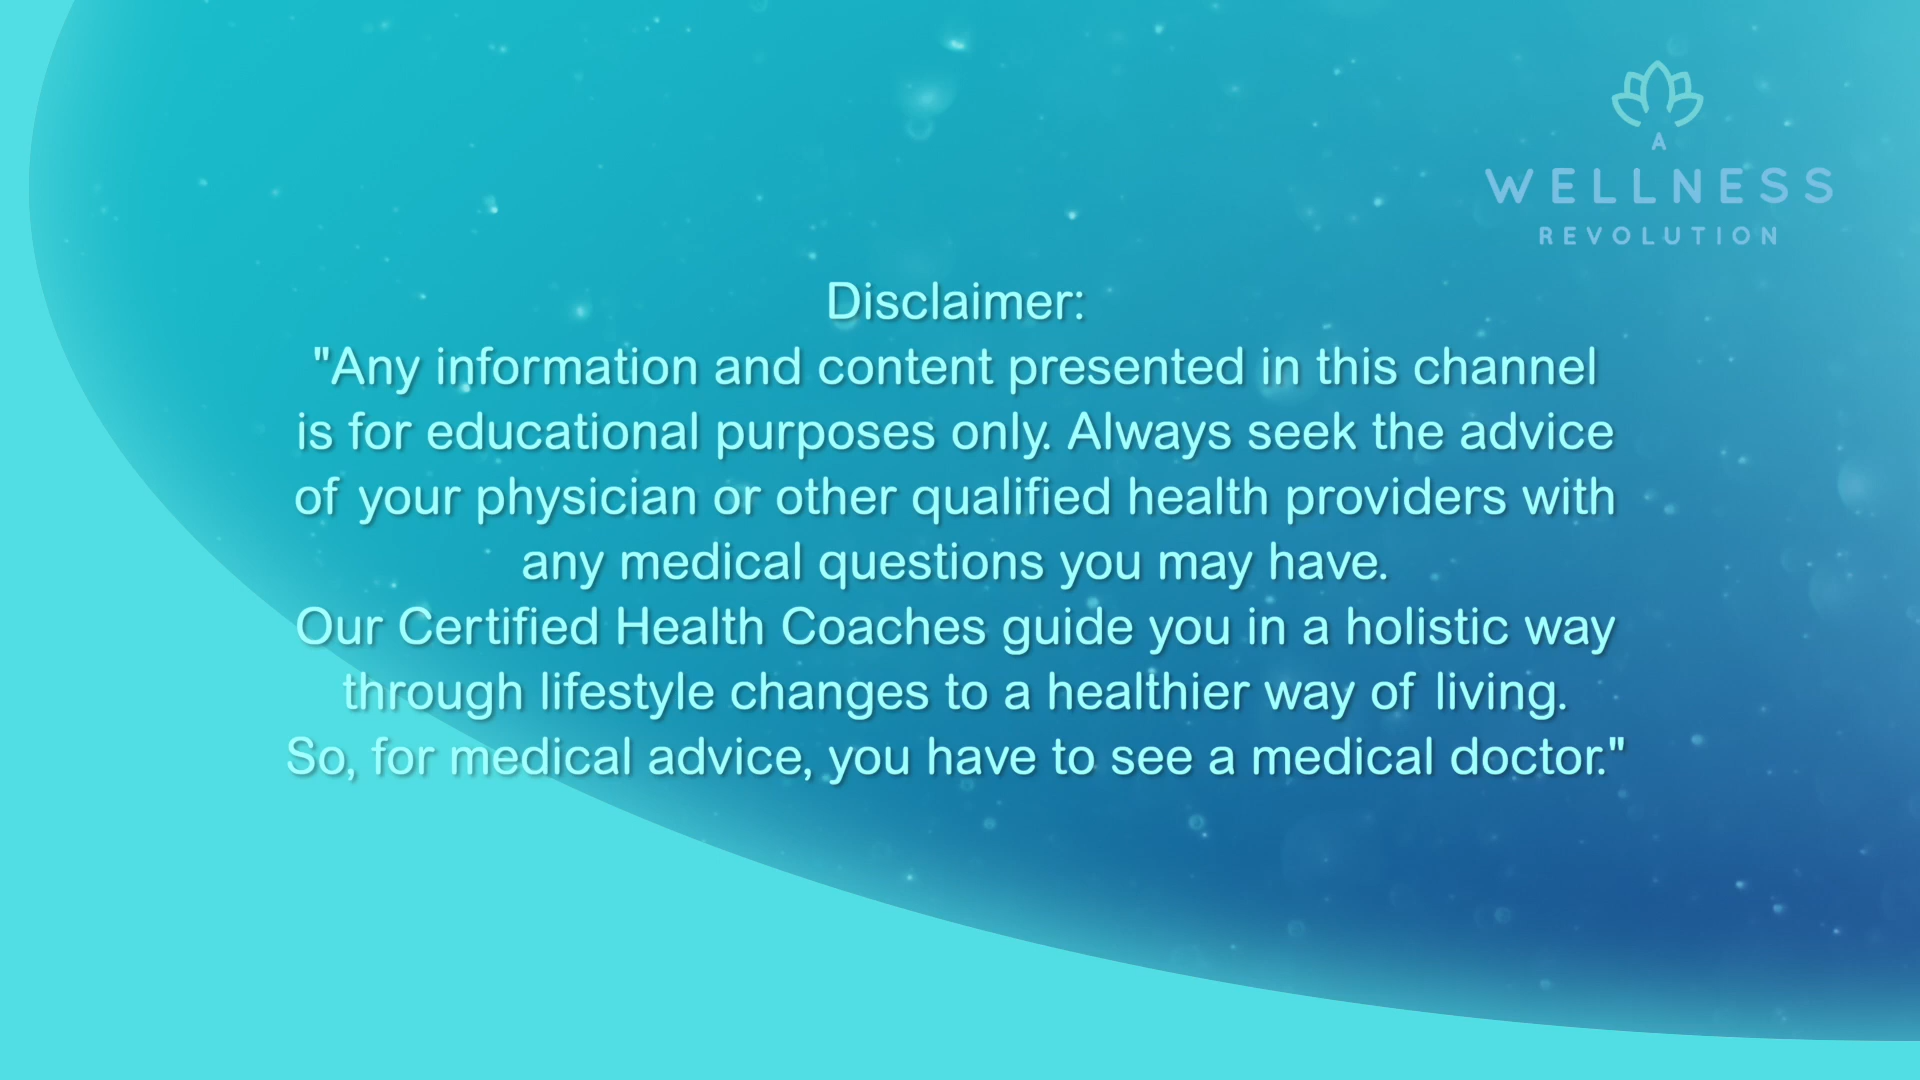 A
WELLNESS
REVOLUTION
Disclaimer:
"Any information and content presented in this channel
is for educational purposes only. Always seek the advice
of your physician or other qualified health providers with
any medical questions you may have.
Our Certified Health Coaches guide you in a holistic way
through lifestyle changes to a healthier way of living.
So, for medical advice, you have to see a medical doctor."